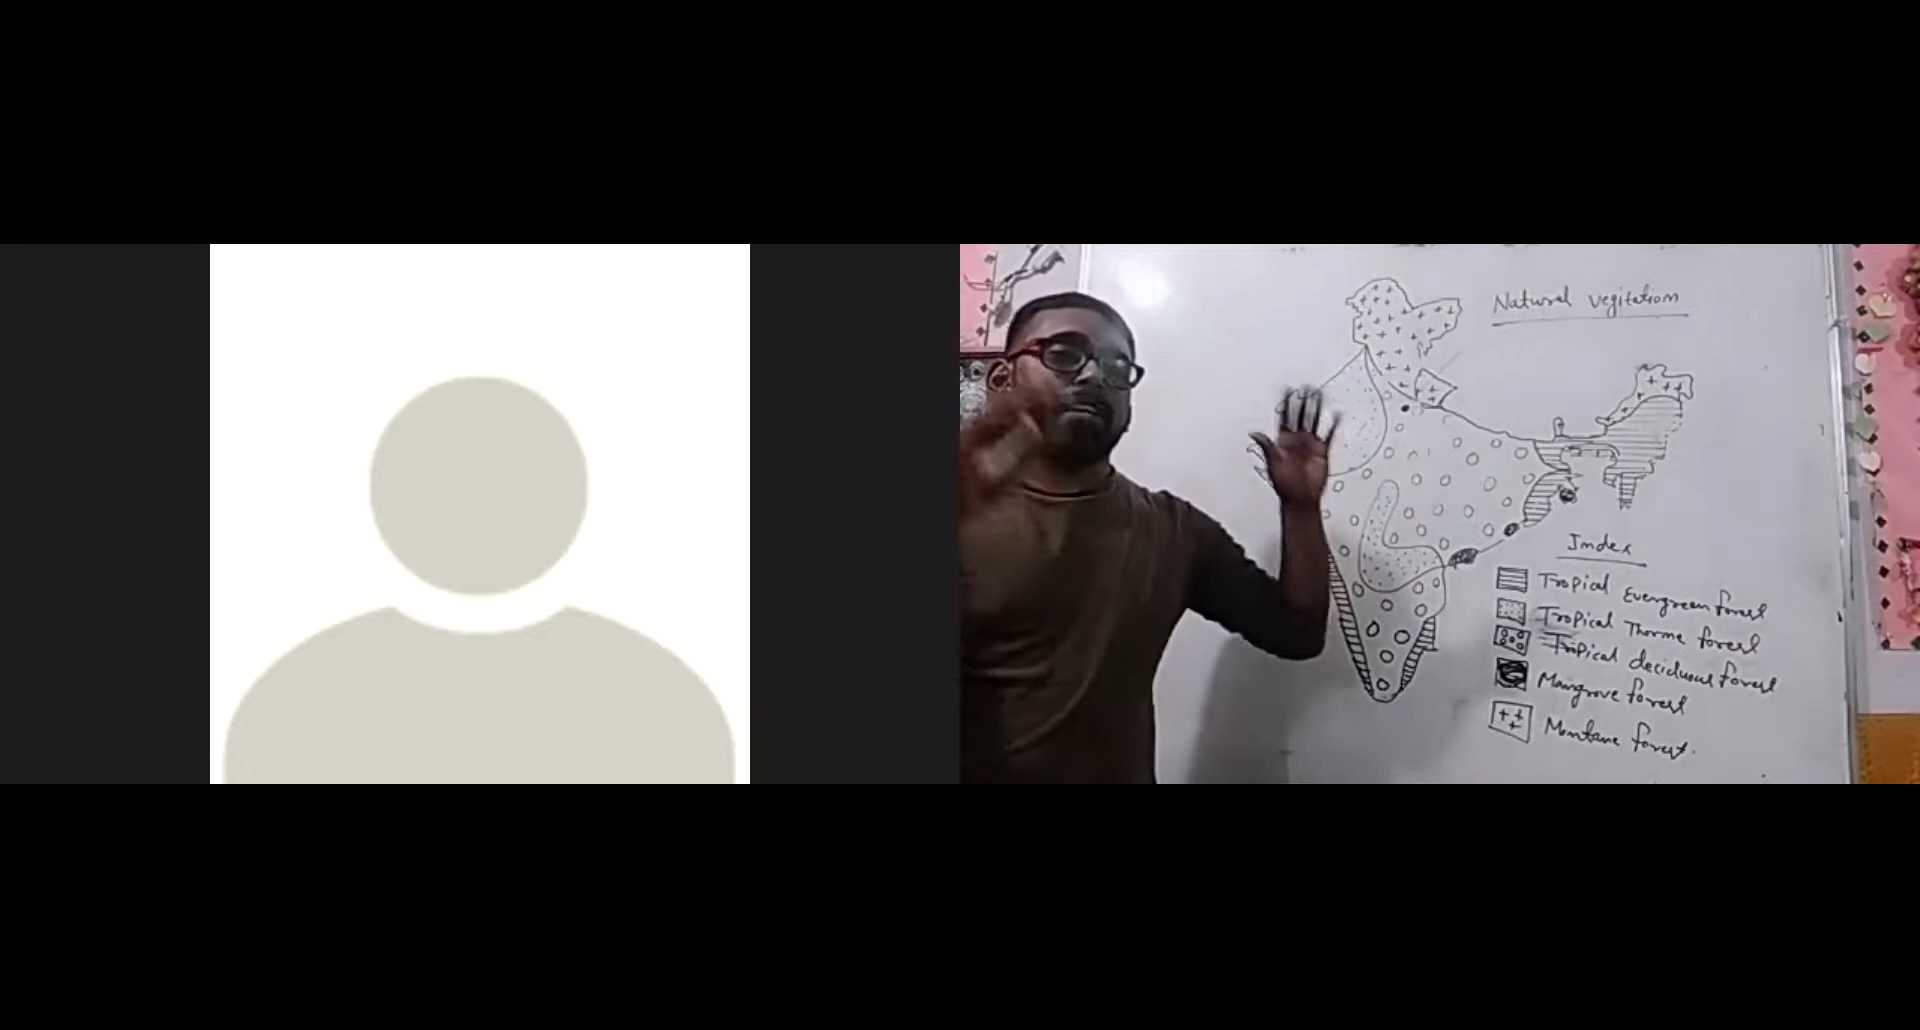 Natural vegitation
Index
Tropical Evergreen forest
Tropical Thorne forest
Tropical deciduous forest
Mangrove forest
Montane forest.